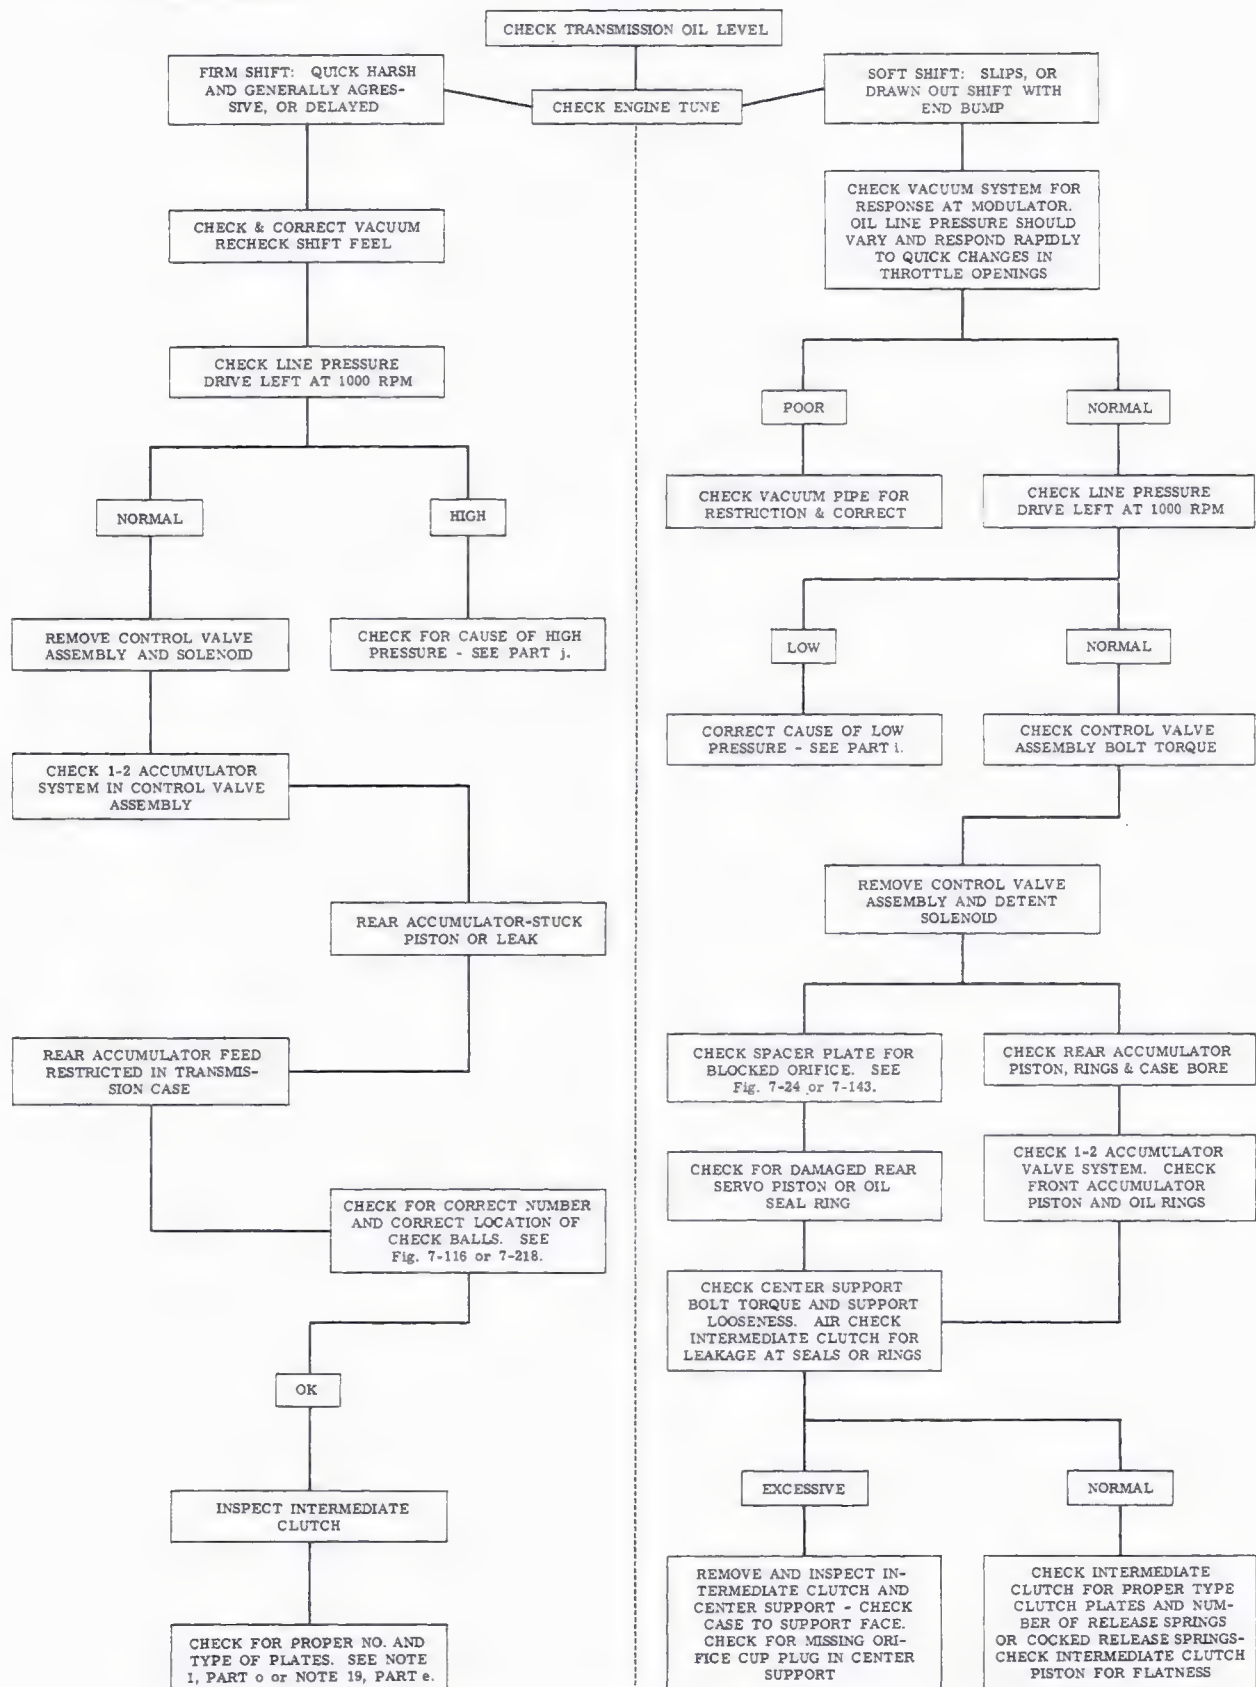 CHECK TRANSMISSION OIL LEVEL
CHECK ENGINE TUNE
FIRM SHIFT: QUICK HARSH
AND GENERALLY AGRES-
SIVE, OR DELAYED
CHECK & CORRECT VACUUM
RECHECK SHIFT FEEL
CHECK LINE PRESSURE
DRIVE LEFT AT 1000 RPM
NORMAL
HIGH
REMOVE CONTROL VALVE
ASSEMBLY AND SOLENOID
CHECK FOR CAUSE OF HIGH
PRESSURE - SEE PART j.
CHECK 1-2 ACCUMULATOR
SYSTEM IN CONTROL VALVE
ASSEMBLY
REAR ACCUMULATOR-STUCK
PISTON OR LEAK
REAR ACCUMULATOR FEED
RESTRICTED IN TRANSMIS-
SION CASE
CHECK FOR CORRECT NUMBER
AND CORRECT LOCATION OF
CHECK BALLS. SEE
Fig. 7-116 or 7-218.
OK
INSPECT INTERMEDIATE
CLUTCH
CHECK FOR PROPER NO. AND
TYPE OF PLATES. SEE NOTE
1, PART o or NOTE 19, PART e.
SOFT SHIFT: SLIPS, OR
DRAWN OUT SHIFT WITH
END BUMP
CHECK VACUUM SYSTEM FOR
RESPONSE AT MODULATOR.
OIL LINE PRESSURE SHOULD
VARY AND RESPOND RAPIDLY
TO QUICK CHANGES IN
THROTTLE OPENINGS
POOR
NORMAL
CHECK VACUUM PIPE FOR
RESTRICTION & CORRECT
CHECK LINE PRESSURE
DRIVE LEFT AT 1000 RPM
LOW
NORMAL
CORRECT CAUSE OF LOW
PRESSURE - SEE PART i.
CHECK CONTROL VALVE
ASSEMBLY BOLT TORQUE
REMOVE CONTROL VALVE
ASSEMBLY AND DETENT
SOLENOID
CHECK SPACER PLATE FOR
BLOCKED ORIFICE. SEE
Fig. 7-24 or 7-143.
CHECK REAR ACCUMULATOR
PISTON, RINGS & CASE BORE
CHECK FOR DAMAGED REAR
SERVO PISTON OR OIL
SEAL RING
CHECK 1-2 ACCUMULATOR
VALVE SYSTEM. CHECK
FRONT ACCUMULATOR
PISTON AND OIL RINGS
CHECK CENTER SUPPORT
BOLT TORQUE AND SUPPORT
LOOSENESS. AIR CHECK
INTERMEDIATE CLUTCH FOR
LEAKAGE AT SEALS OR RINGS
EXCESSIVE
NORMAL
REMOVE AND INSPECT IN-
TERMEDIATE CLUTCH AND
CENTER SUPPORT - CHECK
CASE TO SUPPORT FACE.
CHECK FOR MISSING ORI-
FICE CUP PLUG IN CENTER
SUPPORT
CHECK INTERMEDIATE
CLUTCH FOR PROPER TYPE
CLUTCH PLATES AND NUM-
BER OF RELEASE SPRINGS
OR COCKED RELEASE SPRINGS-
CHECK INTERMEDIATE CLUTCH
PISTON FOR FLATNESS